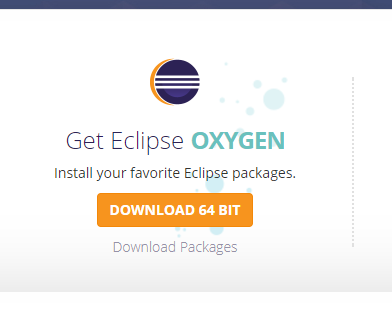 Get Eclipse OXYGEN
Install your favorite Eclipse packages.
DOWNLOAD 64 BIT
Download Packages